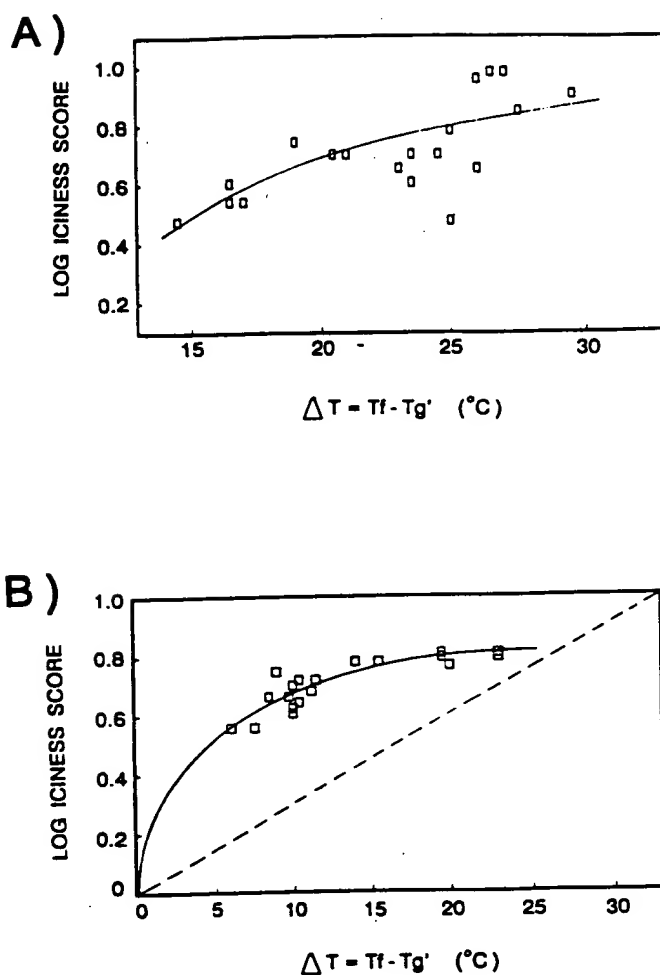 A)
LOG ICINESS SCORE
1.0
0.8
0.6
0.4
0.2
15 20 25 30
Δ T = Tf - Tg' (°C)
B)
LOG ICINESS SCORE
1.0
0.8
0.6
0.4
0.2
0
0 5 10 15 20 25 30
Δ T = Tf - Tg' (°C)